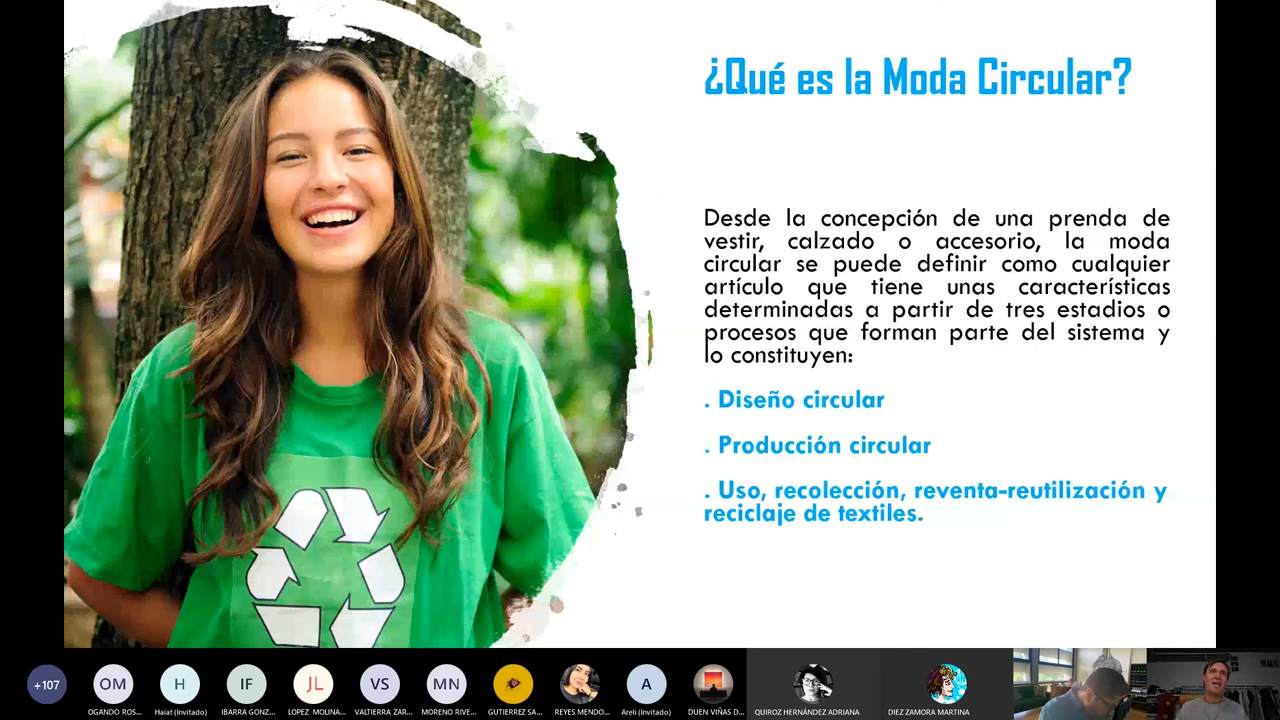 ¿Qué es la Moda Circular?
Desde la concepción de una prenda de
vestir, calzado o accesorio, la moda
circular se puede definir como cualquier
artículo que tiene unas características
determinadas a partir de tres estadios o
procesos que forman parte del sistema y
lo constituyen:
. Diseño circular
. Producción circular
. Uso, recolección, reventa-reutilización y
reciclaje de textiles.
+107
OM
H
IF
JL
VS
MN
A
OGANDO ROS...
Haiat (Invitado)
IBARRA GONZ...
LOPEZ MOLINA...
VALTIERRA ZAR...
MORENO RIVE...
GUTIERREZ SA...
REYES MENDO...
Areli (Invitado)
DUEN VIÑAS D...
QUIROZ HERNÁNDEZ ADRIANA
DIEZ ZAMORA MARTINA